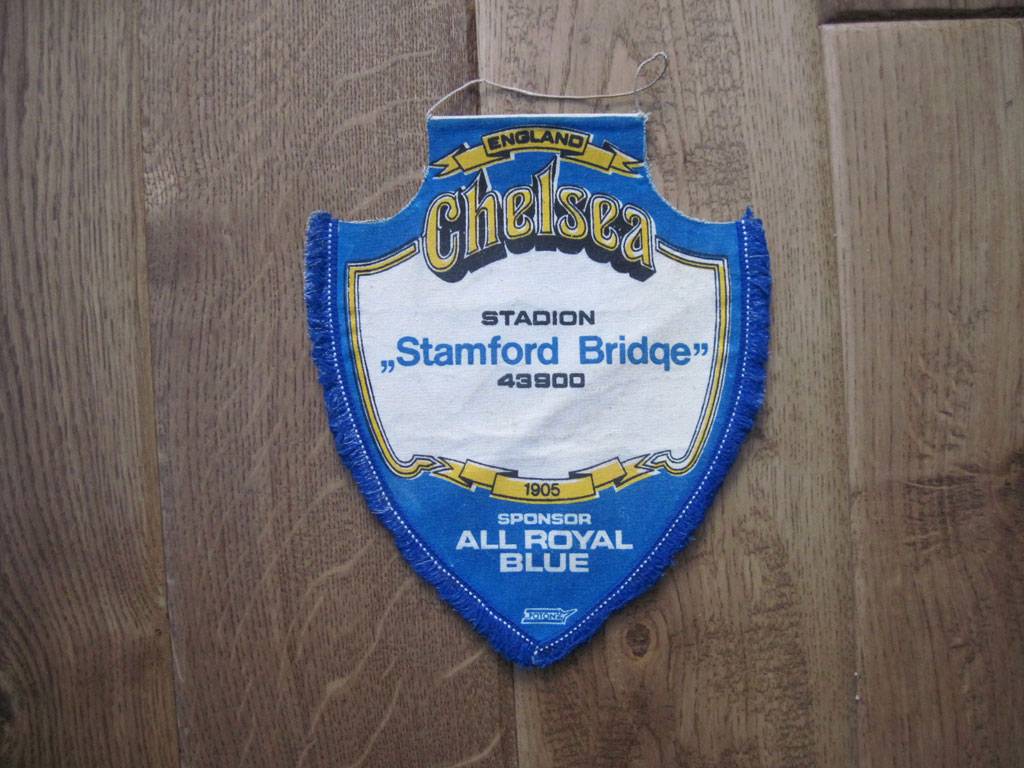 ENGLAND
Chelsea
STADION
„Stamford Bridqe”
43900
1905
SPONSOR
ALL ROYAL
BLUE